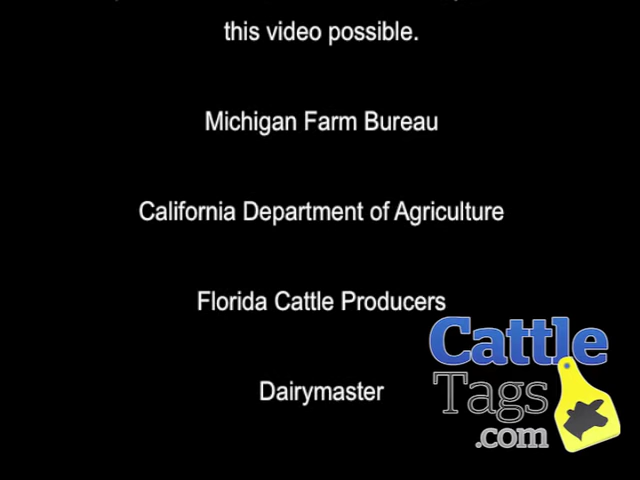 this video possible.
Michigan Farm Bureau
California Department of Agriculture
Florida Cattle Producers
Dairymaster
Cattle
Tags
.com